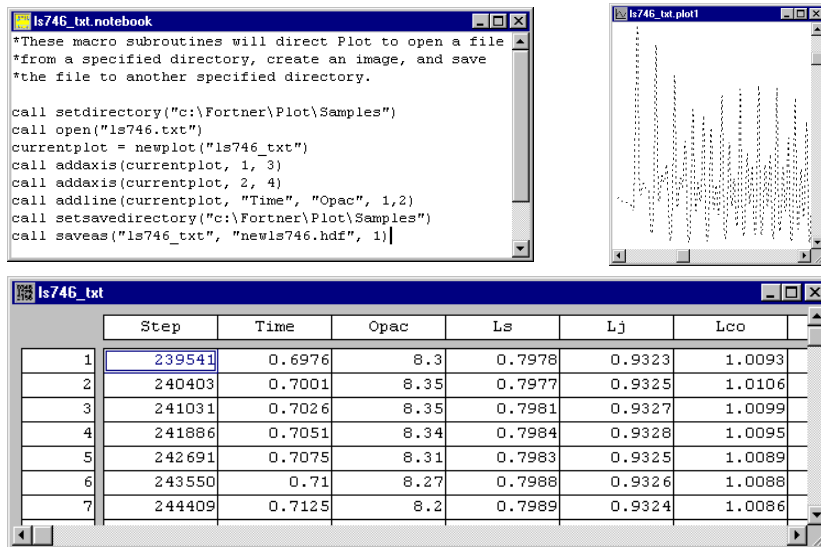 ls746_txt.notebook
*These macro subroutines will direct Plot to open a file
*from a specified directory, create an image, and save
*the file to another specified directory.
call setdirectory("c:\Fortner\Plot\Samples")
call open("ls746.txt")
currentplot = newplot("ls746_txt")
call addaxis(currentplot, 1, 3)
call addaxis(currentplot, 2, 4)
call addline(currentplot, "Time", "Opac", 1,2)
call setsavedirectory("c:\Fortner\Plot\Samples")
call saveas("ls746_txt", "newls746.hdf", 1)
ls746_txt.plot1
ls746_txt
Step Time Opac Ls Lj Lco
1 239541 0.6976 8.3 0.7978 0.9323 1.0093
2 240403 0.7001 8.35 0.7977 0.9325 1.0106
3 241031 0.7026 8.35 0.7981 0.9327 1.0099
4 241886 0.7051 8.34 0.7984 0.9328 1.0095
5 242691 0.7075 8.31 0.7983 0.9325 1.0089
6 243550 0.71 8.27 0.7988 0.9326 1.0088
7 244409 0.7125 8.2 0.7989 0.9324 1.0086